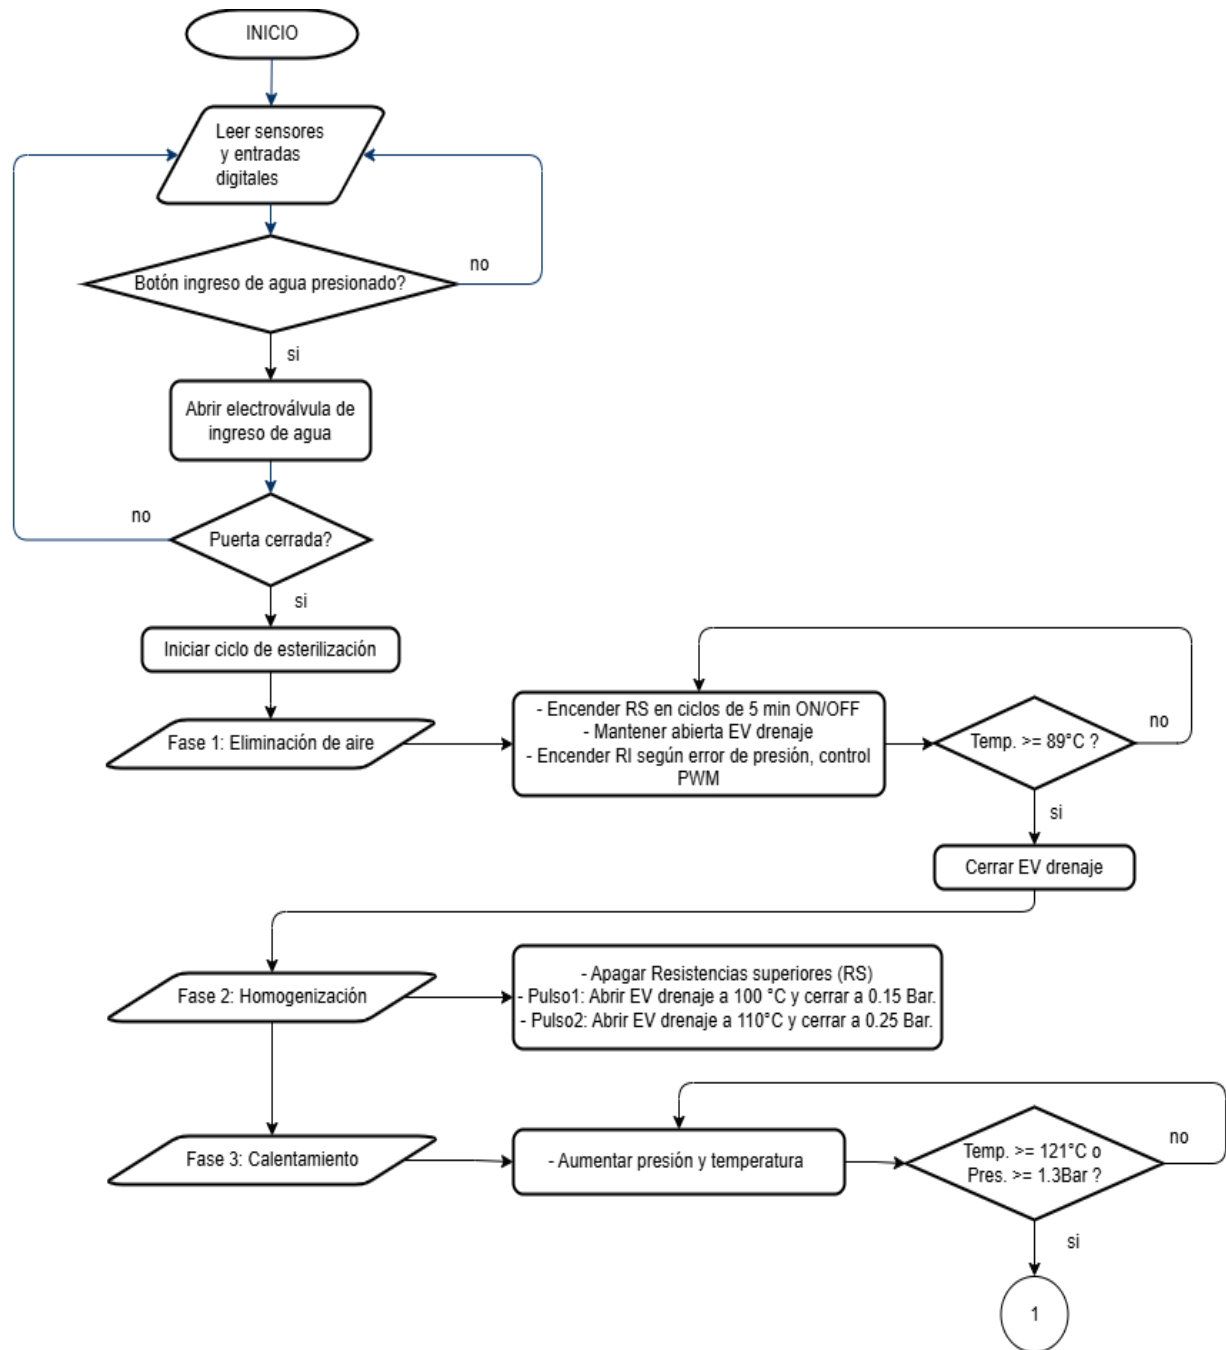 INICIO
Leer sensores
y entradas
digitales
no
Botón ingreso de agua presionado?
si
Abrir electroválvula de
ingreso de agua
no
Puerta cerrada?
si
Iniciar ciclo de esterilización
Fase 1: Eliminación de aire
- Encender RS en ciclos de 5 min ON/OFF
- Mantener abierta EV drenaje
- Encender RI según error de presión, control
PWM
Temp. >= 89°C ?
no
si
Cerrar EV drenaje
Fase 2: Homogenización
- Apagar Resistencias superiores (RS)
- Pulso1: Abrir EV drenaje a 100 °C y cerrar a 0.15 Bar.
- Pulso2: Abrir EV drenaje a 110°C y cerrar a 0.25 Bar.
Fase 3: Calentamiento
- Aumentar presión y temperatura
Temp. >= 121°C o
Pres. >= 1.3Bar ?
no
si
1